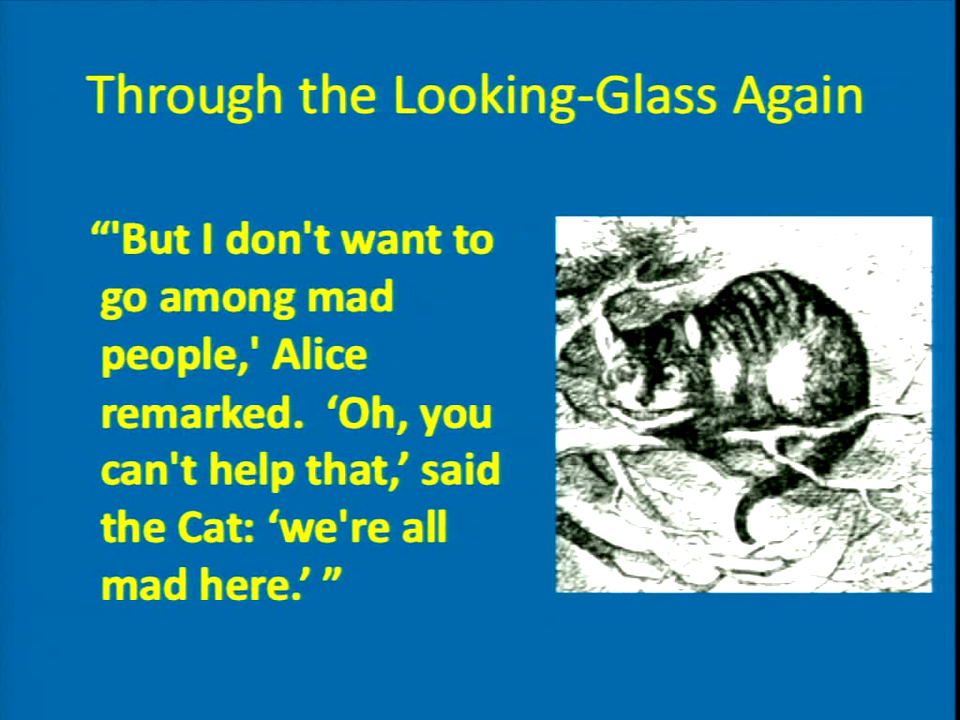 Through the Looking-Glass Again
“'But I don't want to
go among mad
people,' Alice
remarked.  ‘Oh, you
can't help that,’ said
the Cat: ‘we're all
mad here.’ ”